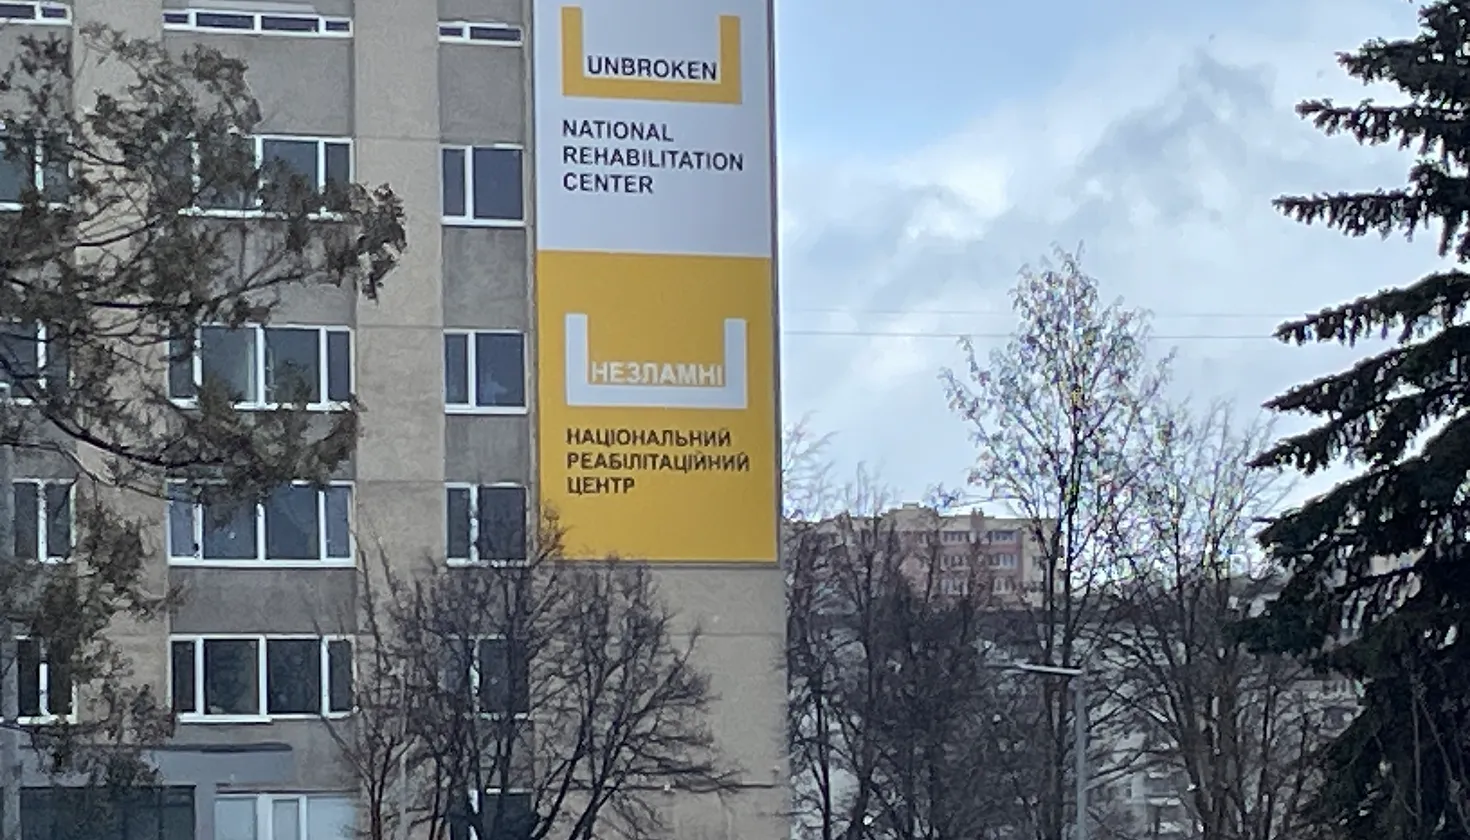 UNBROKEN
NATIONAL
REHABILITATION
CENTER
НЕЗЛАМНІ
НАЦІОНАЛЬНИЙ
РЕАБІЛІТАЦІЙНИЙ
ЦЕНТР